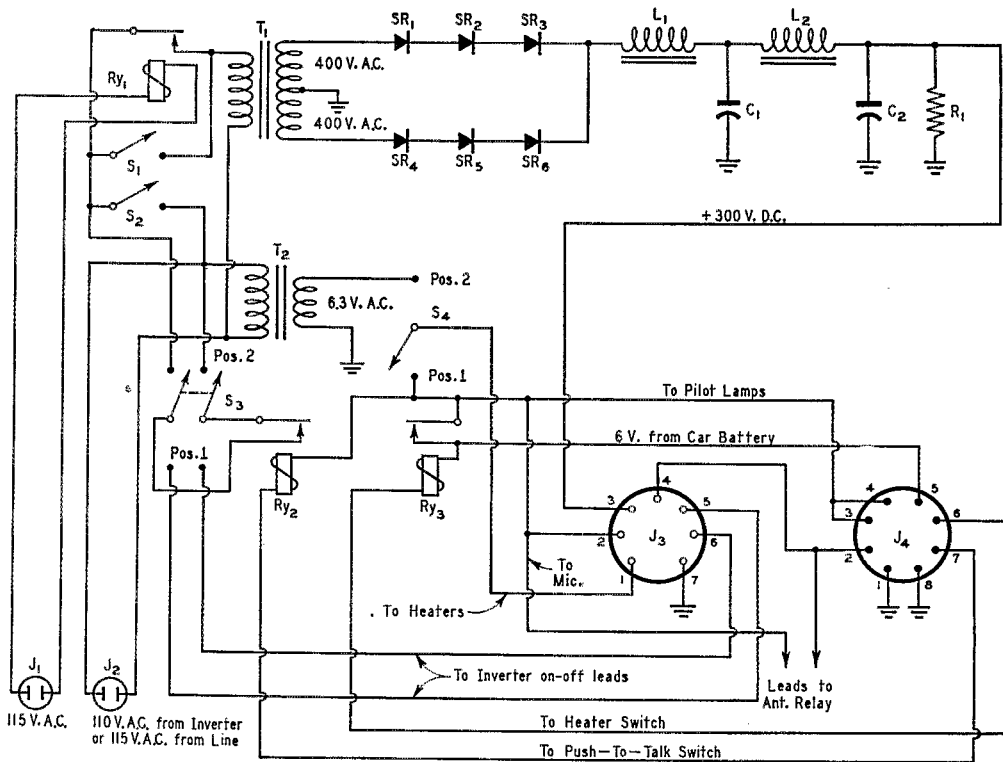 SR1 SR2 SR3
L1 L2
T1
400 V. A.C.
400 V. A.C.
Ry1
C1 C2 R1
SR4 SR5 SR6
S1
S2
+ 300 V. D.C.
T2
6.3 V. A.C.
Pos. 2
S4
Pos. 2
Pos. 1
S3
To Pilot Lamps
6 V. from Car Battery
Pos. 1
Ry2 Ry3
4
3 5
2 J3 6
1 7
4 5
3 6
2 J4 7
1 8
To Mic.
. To Heaters
To Inverter on-off leads
Leads to
Ant. Relay
J1 J2
115 V. A.C. 110 V. A.C. from Inverter
or 115 V. A.C. from Line
To Heater Switch
To Push-To-Talk Switch